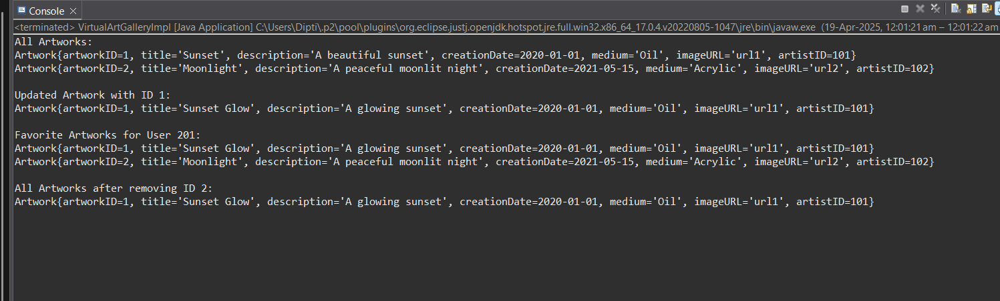 Console
<terminated> VirtualArtGalleryImpl [Java Application] C:\Users\Dipti\.p2\pool\plugins\org.eclipse.justj.openjdk.hotspot.jre.full.win32.x86_64_17.0.4.v20220805-1047\jre\bin\javaw.exe (19-Apr-2025, 12:01:21 am – 12:01:22 am
All Artworks:
Artwork{artworkID=1, title='Sunset', description='A beautiful sunset', creationDate=2020-01-01, medium='Oil', imageURL='url1', artistID=101}
Artwork{artworkID=2, title='Moonlight', description='A peaceful moonlit night', creationDate=2021-05-15, medium='Acrylic', imageURL='url2', artistID=102}
Updated Artwork with ID 1:
Artwork{artworkID=1, title='Sunset Glow', description='A glowing sunset', creationDate=2020-01-01, medium='Oil', imageURL='url1', artistID=101}
Favorite Artworks for User 201:
Artwork{artworkID=1, title='Sunset Glow', description='A glowing sunset', creationDate=2020-01-01, medium='Oil', imageURL='url1', artistID=101}
Artwork{artworkID=2, title='Moonlight', description='A peaceful moonlit night', creationDate=2021-05-15, medium='Acrylic', imageURL='url2', artistID=102}
All Artworks after removing ID 2:
Artwork{artworkID=1, title='Sunset Glow', description='A glowing sunset', creationDate=2020-01-01, medium='Oil', imageURL='url1', artistID=101}